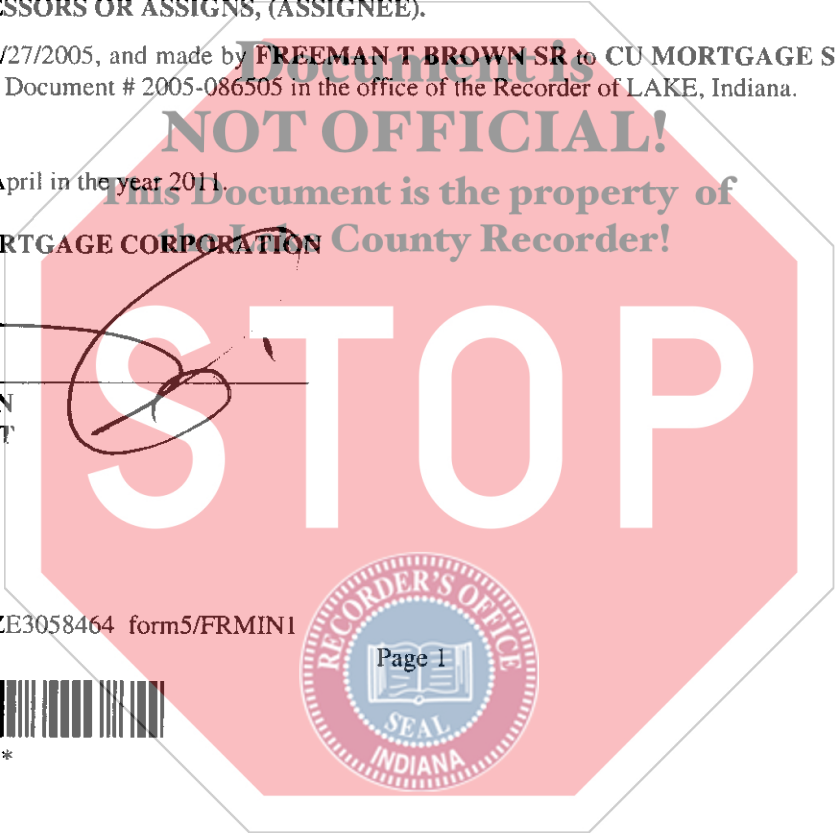 SSORS OR ASSIGNS, (ASSIGNEE).
/27/2005, and made by FREEMAN T BROWN SR to CU MORTGAGE S
Document is
Document # 2005-086505 in the office of the Recorder of LAKE, Indiana.
NOT OFFICIAL!
April in the year 2011.
This Document is the property of
RTGAGE CORPORATION
the Lake County Recorder!
STOP
N
T
E3058464 form5/FRMIN1
RECORDER'S OFFICE
Page 1
SEAL
INDIANA
*